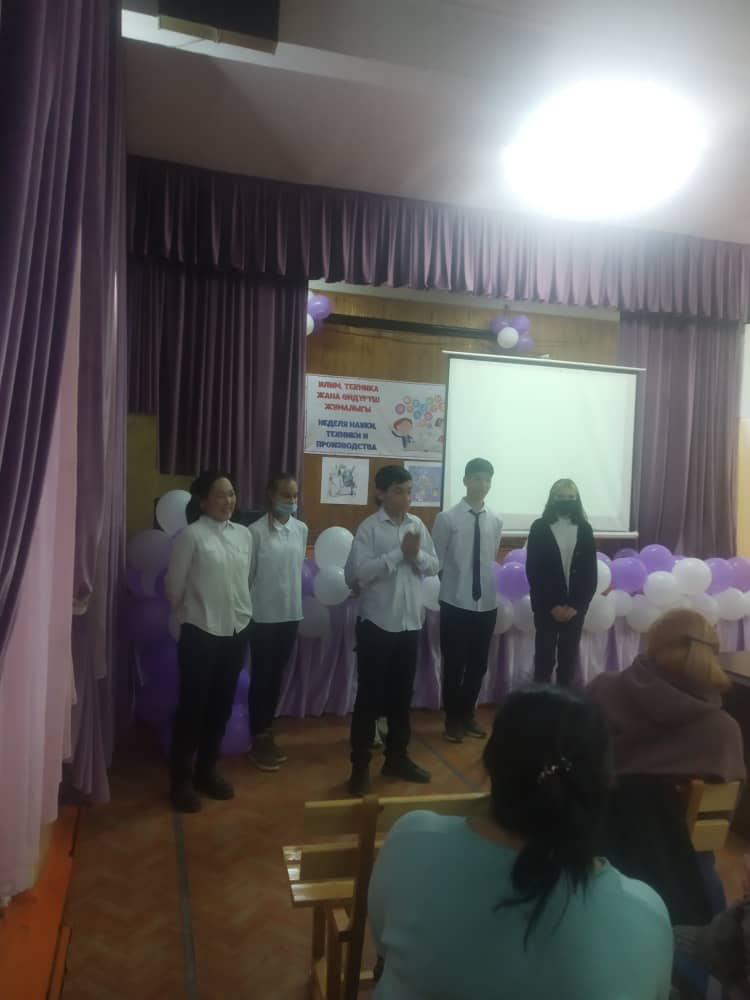 ИЛИМ, ТЕХНИКА
ЖАНА ӨНДҮРҮШ
ЖУМАЛЫГЫ
НЕДЕЛЯ НАУКИ,
ТЕХНИКИ И
ПРОИЗВОДСТВА